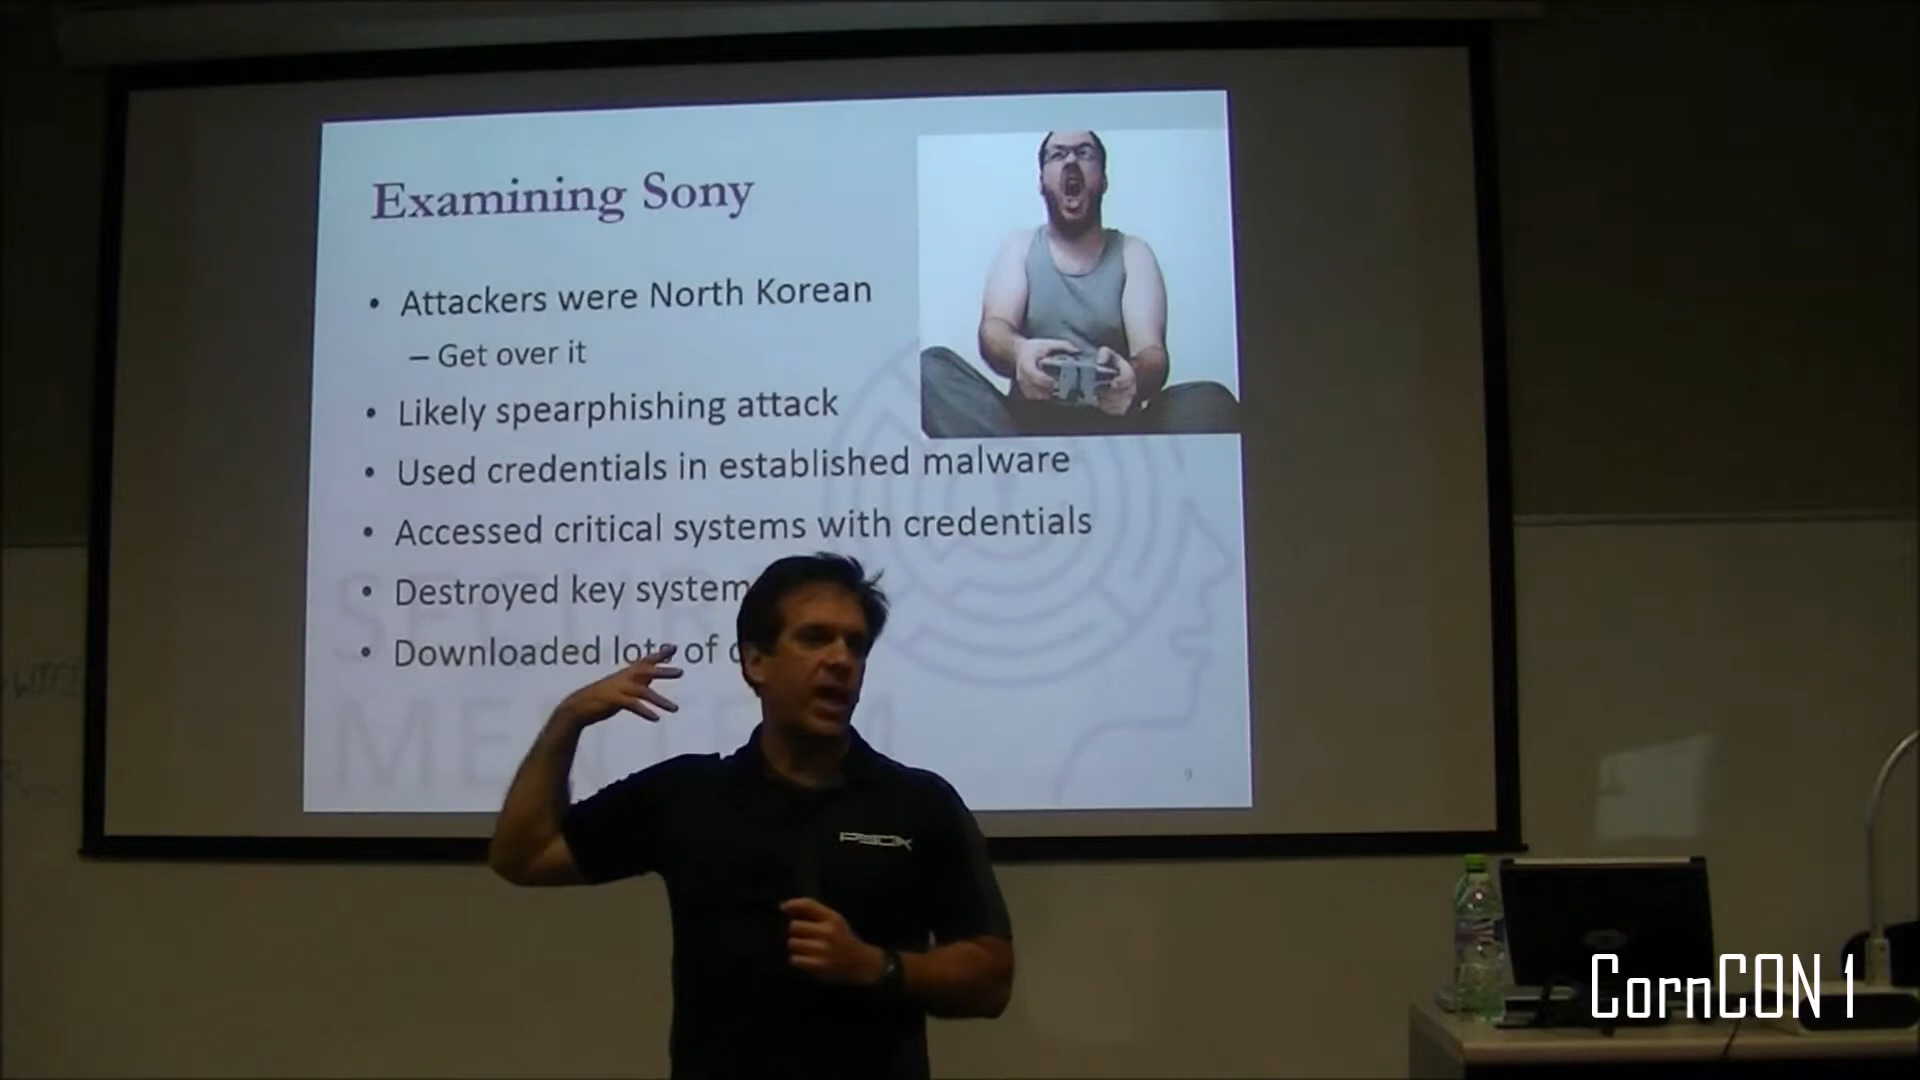 Examining Sony
• Attackers were North Korean
– Get over it
• Likely spearphishing attack
• Used credentials in established malware
• Accessed critical systems with credentials
• Destroyed key system
• Downloaded lots of
9
CornCON 1